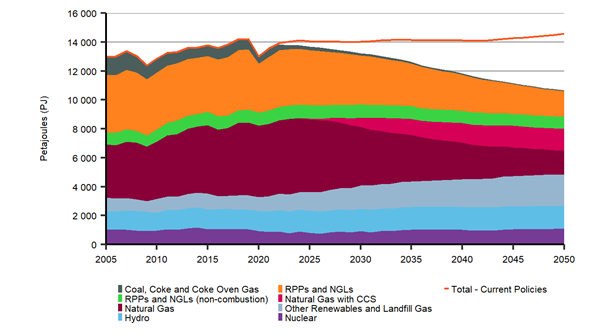 16 000
14 000
12 000
10 000
8 000
6 000
4 000
2 000
0
Petajoules (PJ)
2005 2010 2015 2020 2025 2030 2035 2040 2045 2050
Coal, Coke and Coke Oven Gas RPPs and NGLs Total - Current Policies
RPPs and NGLs (non-combustion) Natural Gas with CCS
Natural Gas Other Renewables and Landfill Gas
Hydro Nuclear